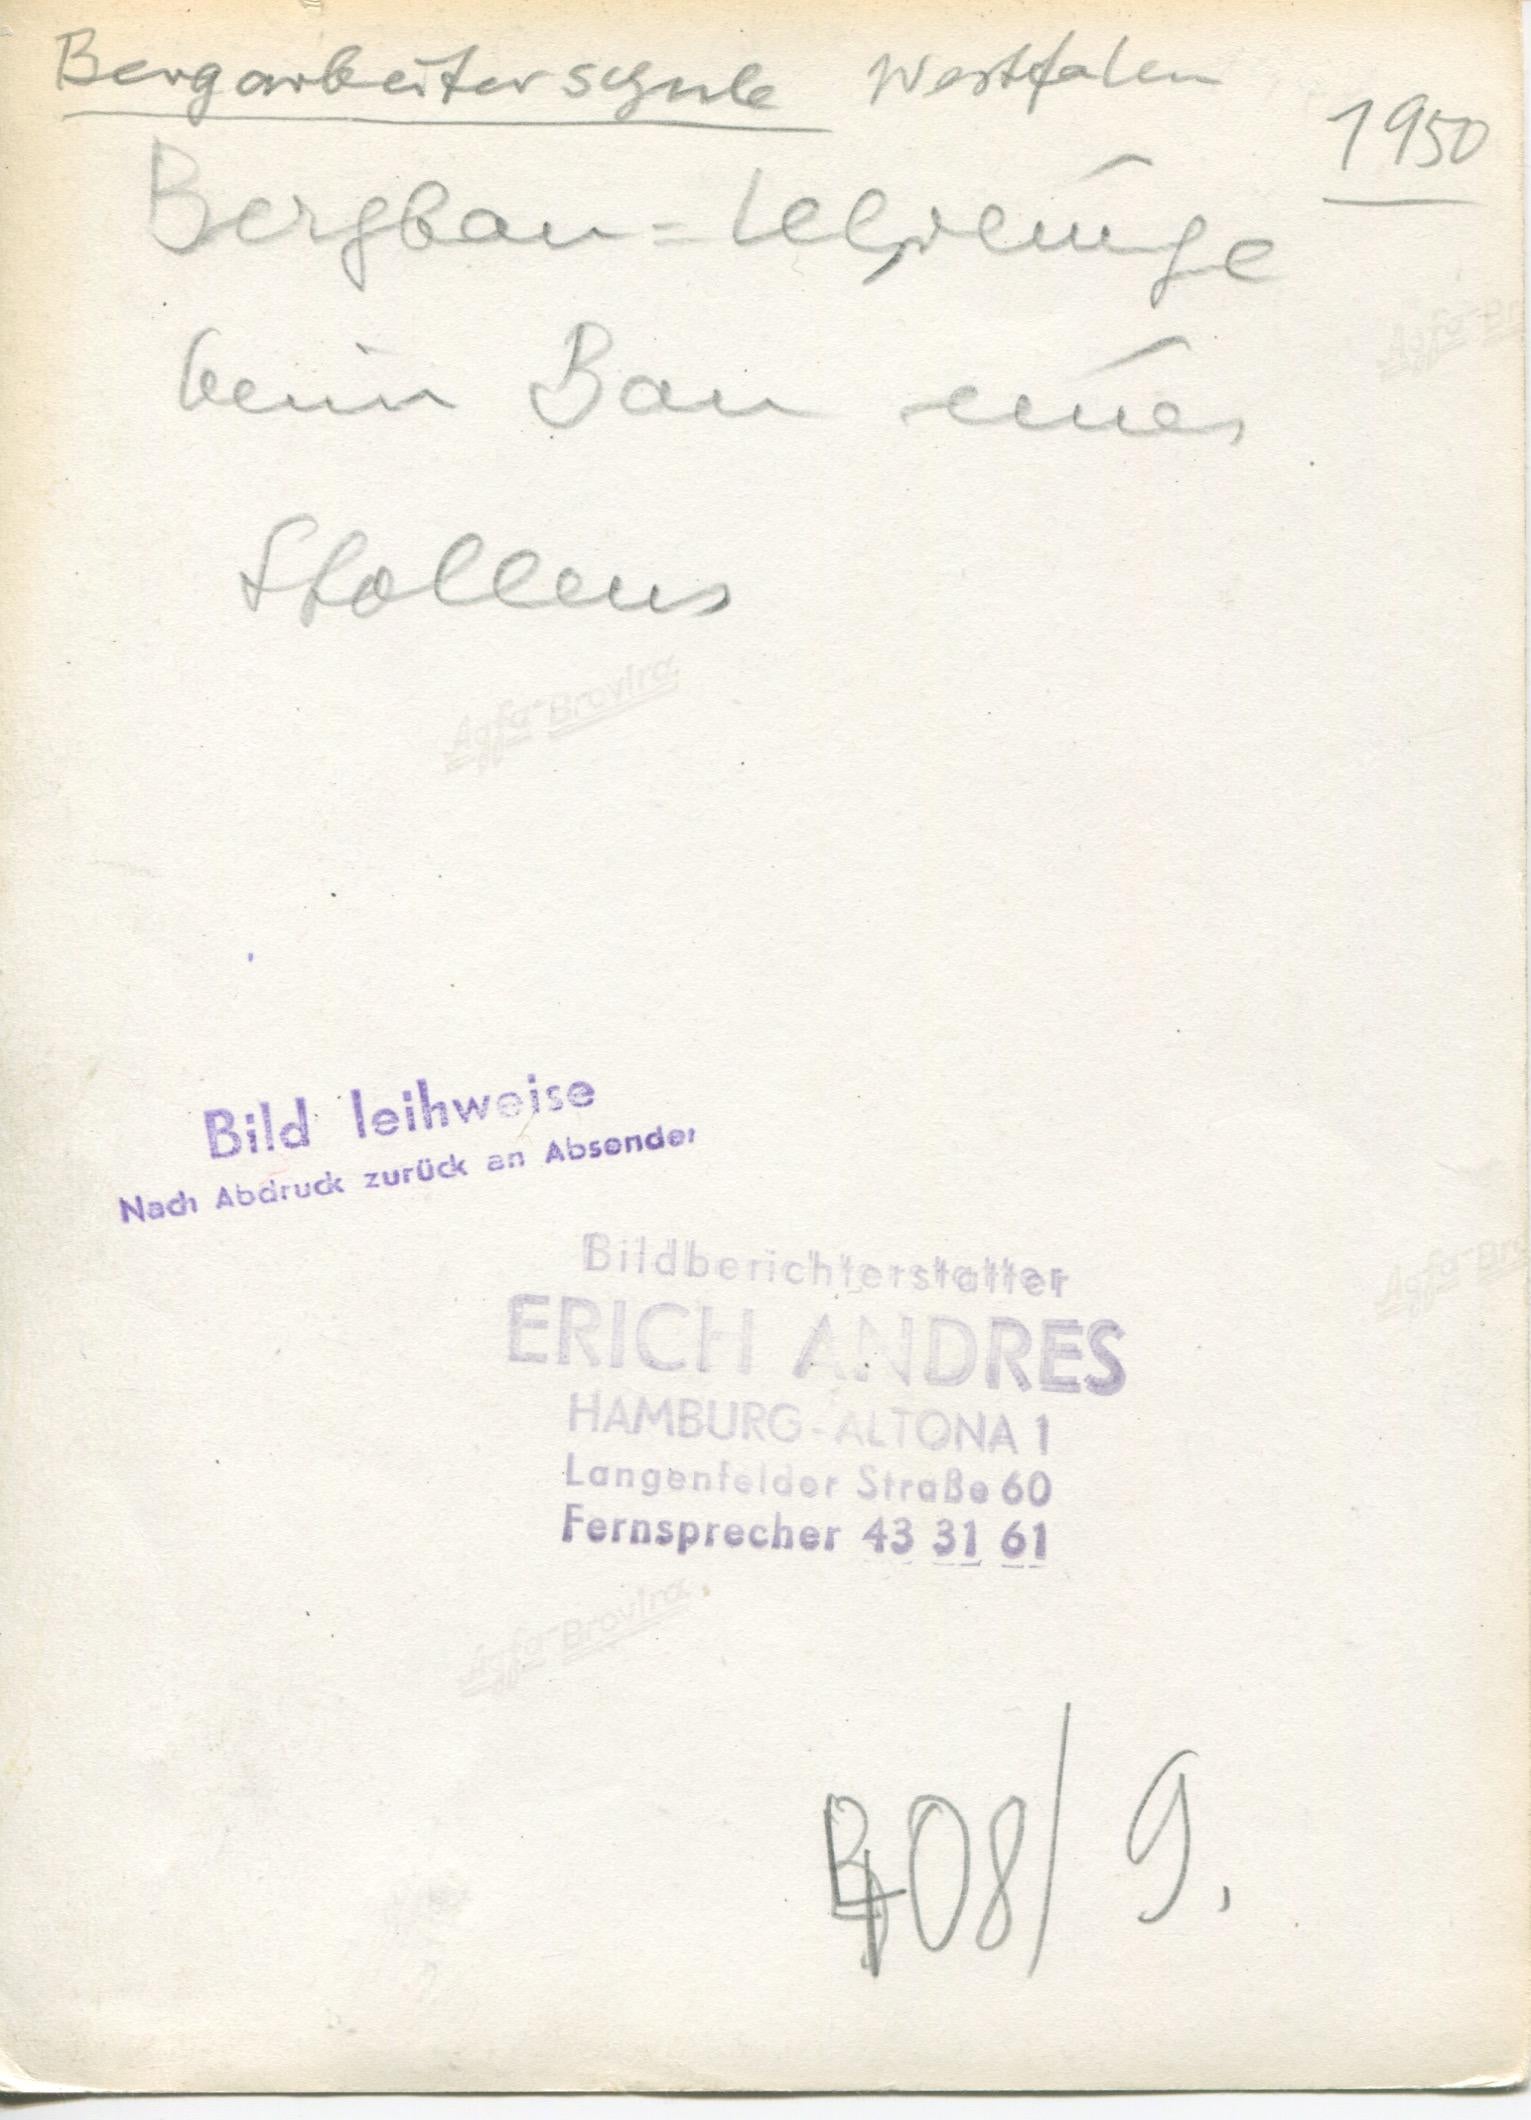 Bergarbeiterschule Westfalen
1950
Bergbau=Lehrlinge
beim Bau eines
Stollens
Agfa-Brovira
Bild leihweise
Nach Abdruck zurück an Absender
Bildberichterstatter
ERICH ANDRES
HAMBURG-ALTONA 1
Langenfelder Straße 60
Fernsprecher 43 31 61
Agfa-Brovira
408/9.